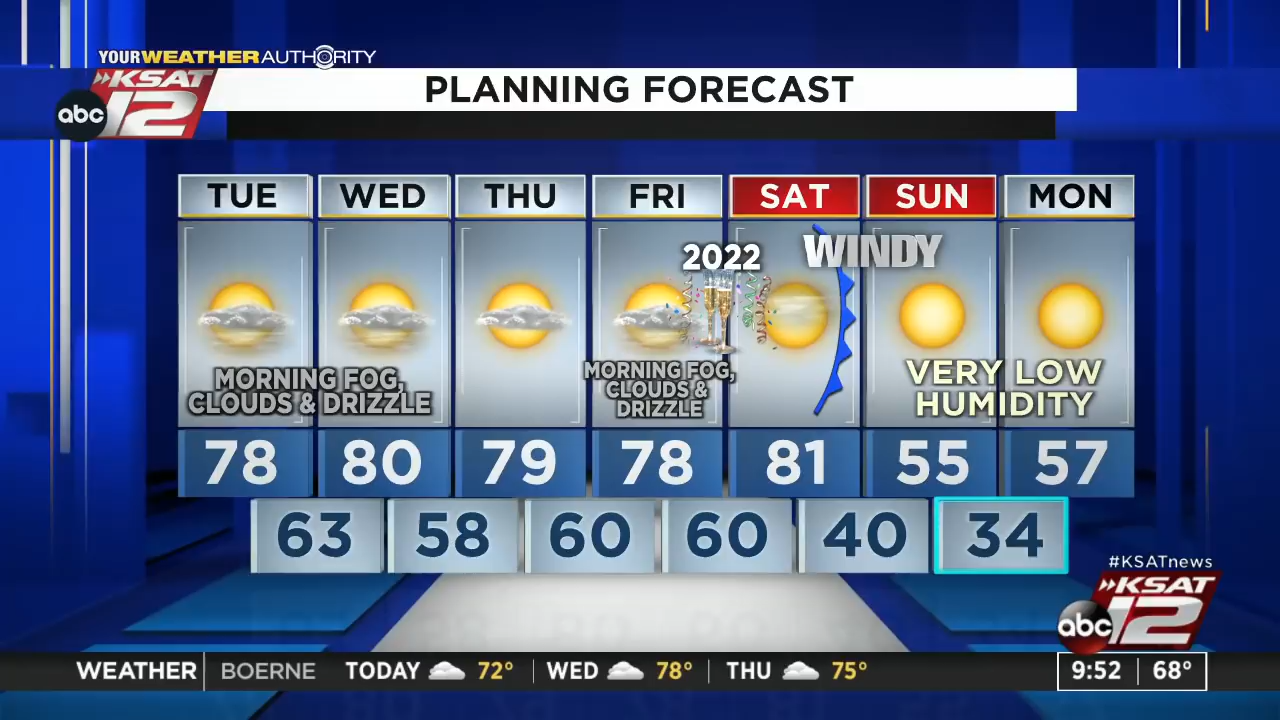 YOUR WEATHER AUTHORITY
KSAT
abc 12
PLANNING FORECAST
TUE WED THU FRI SAT SUN MON
2022 WINDY
MORNING FOG,
CLOUDS & DRIZZLE
MORNING FOG,
CLOUDS &
DRIZZLE
VERY LOW
HUMIDITY
78 80 79 78 81 55 57
63 58 60 60 40 34
#KSATnews
KSAT
abc 12
WEATHER BOERNE TODAY 72° WED 78° THU 75° 9:52 68°